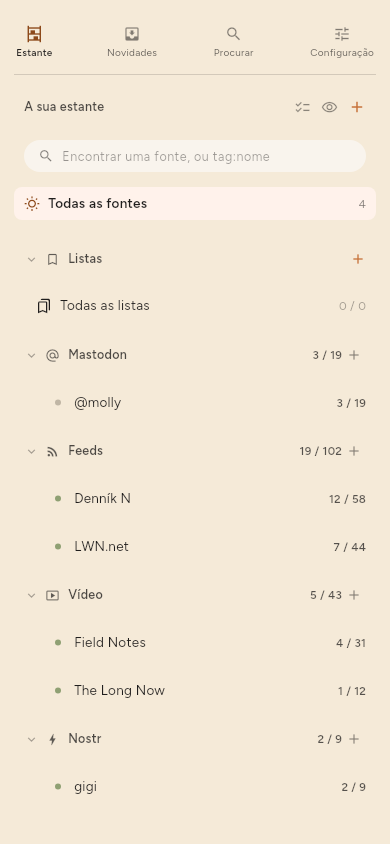 Estante Novidades Procurar Configuração
A sua estante
Encontrar uma fonte, ou tag:nome
Todas as fontes 4
Listas
Todas as listas 0 / 0
Mastodon 3 / 19
@molly 3 / 19
Feeds 19 / 102
Denník N 12 / 58
LWN.net 7 / 44
Vídeo 5 / 43
Field Notes 4 / 31
The Long Now 1 / 12
Nostr 2 / 9
gigi 2 / 9